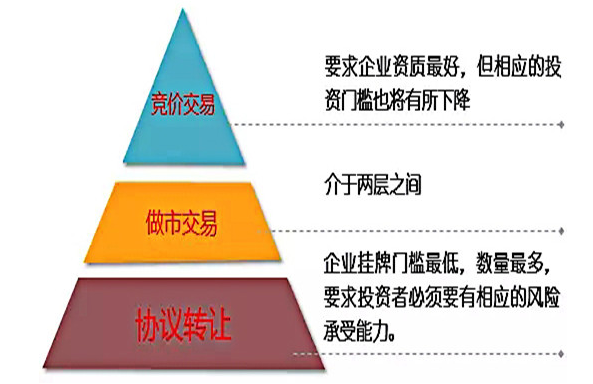 竞价交易
要求企业资质最好，但相应的投
资门槛也将有所下降
做市交易
介于两层之间
协议转让
企业挂牌门槛最低，数量最多，
要求投资者必须要有相应的风险
承受能力。